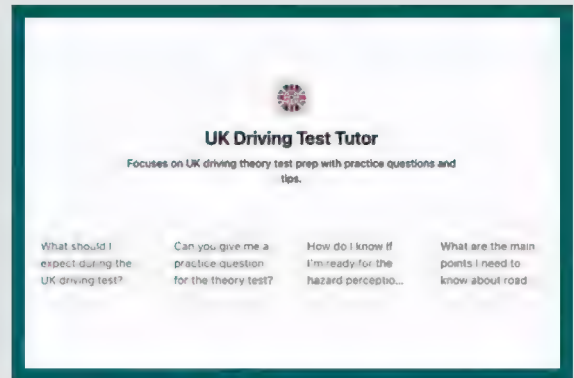 UK Driving Test Tutor
Focuses on UK driving theory test prep with practice questions and
tips.
What should I
expect during the
UK driving test?
Can you give me a
practice question
for the theory test?
How do I know if
I'm ready for the
hazard perceptio...
What are the main
points I need to
know about road